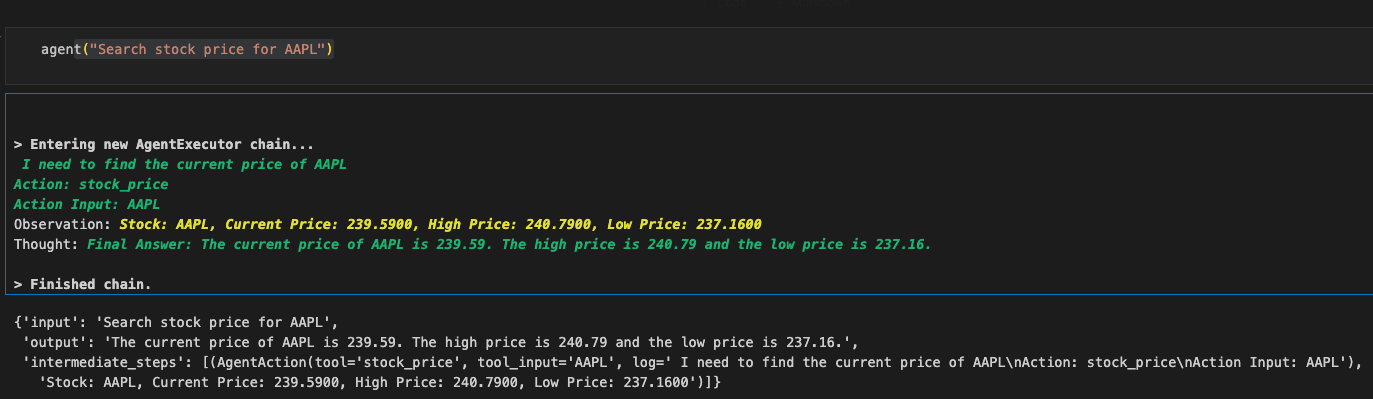 agent("Search stock price for AAPL")
> Entering new AgentExecutor chain...
I need to find the current price of AAPL
Action: stock_price
Action Input: AAPL
Observation: Stock: AAPL, Current Price: 239.5900, High Price: 240.7900, Low Price: 237.1600
Thought: Final Answer: The current price of AAPL is 239.59. The high price is 240.79 and the low price is 237.16.
> Finished chain.
{'input': 'Search stock price for AAPL',
'output': 'The current price of AAPL is 239.59. The high price is 240.79 and the low price is 237.16.',
'intermediate_steps': [(AgentAction(tool='stock_price', tool_input='AAPL', log=' I need to find the current price of AAPL\nAction: stock_price\nAction Input: AAPL'),
'Stock: AAPL, Current Price: 239.5900, High Price: 240.7900, Low Price: 237.1600')]}